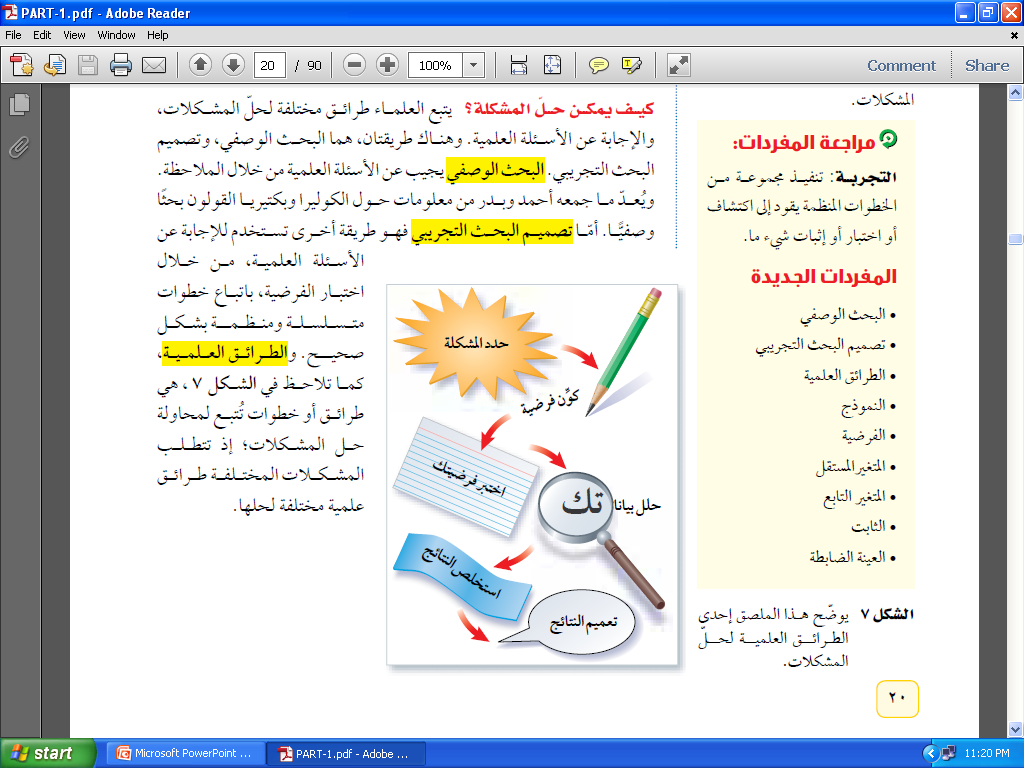 PART-1.pdf - Adobe Reader
File Edit View Window Help
20 / 90 100% Comment Share
المشكلات.
مراجعة المفردات:
التجربة: تنفيذ مجموعة من
الخطوات المنظمة يقود إلى اكتشاف
أو اختبار أو إثبات شيء ما.
المفردات الجديدة
• البحث الوصفي
• تصميم البحث التجريبي
• الطرائق العلمية
• النموذج
• الفرضية
• المتغير المستقل
• المتغير التابع
• الثابت
• العينة الضابطة
الشكل ٧ يوضّح هذا الملصق إحدى
الطرائق العلمية لحلّ
المشكلات.
٢٠
كيف يمكن حلّ المشكلة؟ يتبع العلماء طرائق مختلفة لحلّ المشكلات،
والإجابة عن الأسئلة العلمية. وهناك طريقتان، هما البحث الوصفي، وتصميم
البحث التجريبي. البحث الوصفي يجيب عن الأسئلة العلمية من خلال الملاحظة.
ويُعدّ ما جمعه أحمد وبدر من معلومات حول الكوليرا وبكتيريا القولون بحثًا
وصفيًّا. أمّا تصميم البحث التجريبي فهو طريقة أخرى تستخدم للإجابة عن
الأسئلة العلمية، من خلال
اختبار الفرضية، باتباع خطوات
متسلسلة ومنظمة بشكل
صحيح. والطرائق العلمية،
كما تلاحظ في الشكل ٧، هي
طرائق أو خطوات تُتبع لمحاولة
حل المشكلات؛ إذ تتطلب
المشكلات المختلفة طرائق
علمية مختلفة لحلها.
حدد المشكلة
كوِّن فرضية
اختبر فرضيتك
حلل بياناتك
استخلص النتائج
تعميم النتائج
start Microsoft PowerPoint ... PART-1.pdf - Adobe ... 11:20 PM